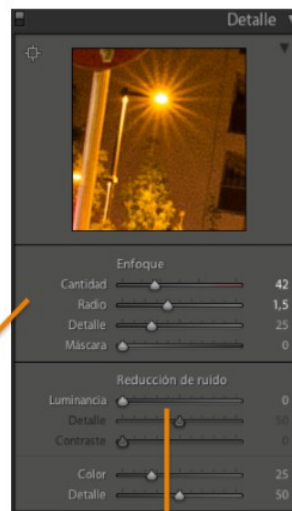 Detalle
Enfoque
Cantidad 42
Radio 1,5
Detalle 25
Máscara 0
Reducción de ruido
Luminancia 0
Detalle 50
Contraste 0
Color 25
Detalle 50